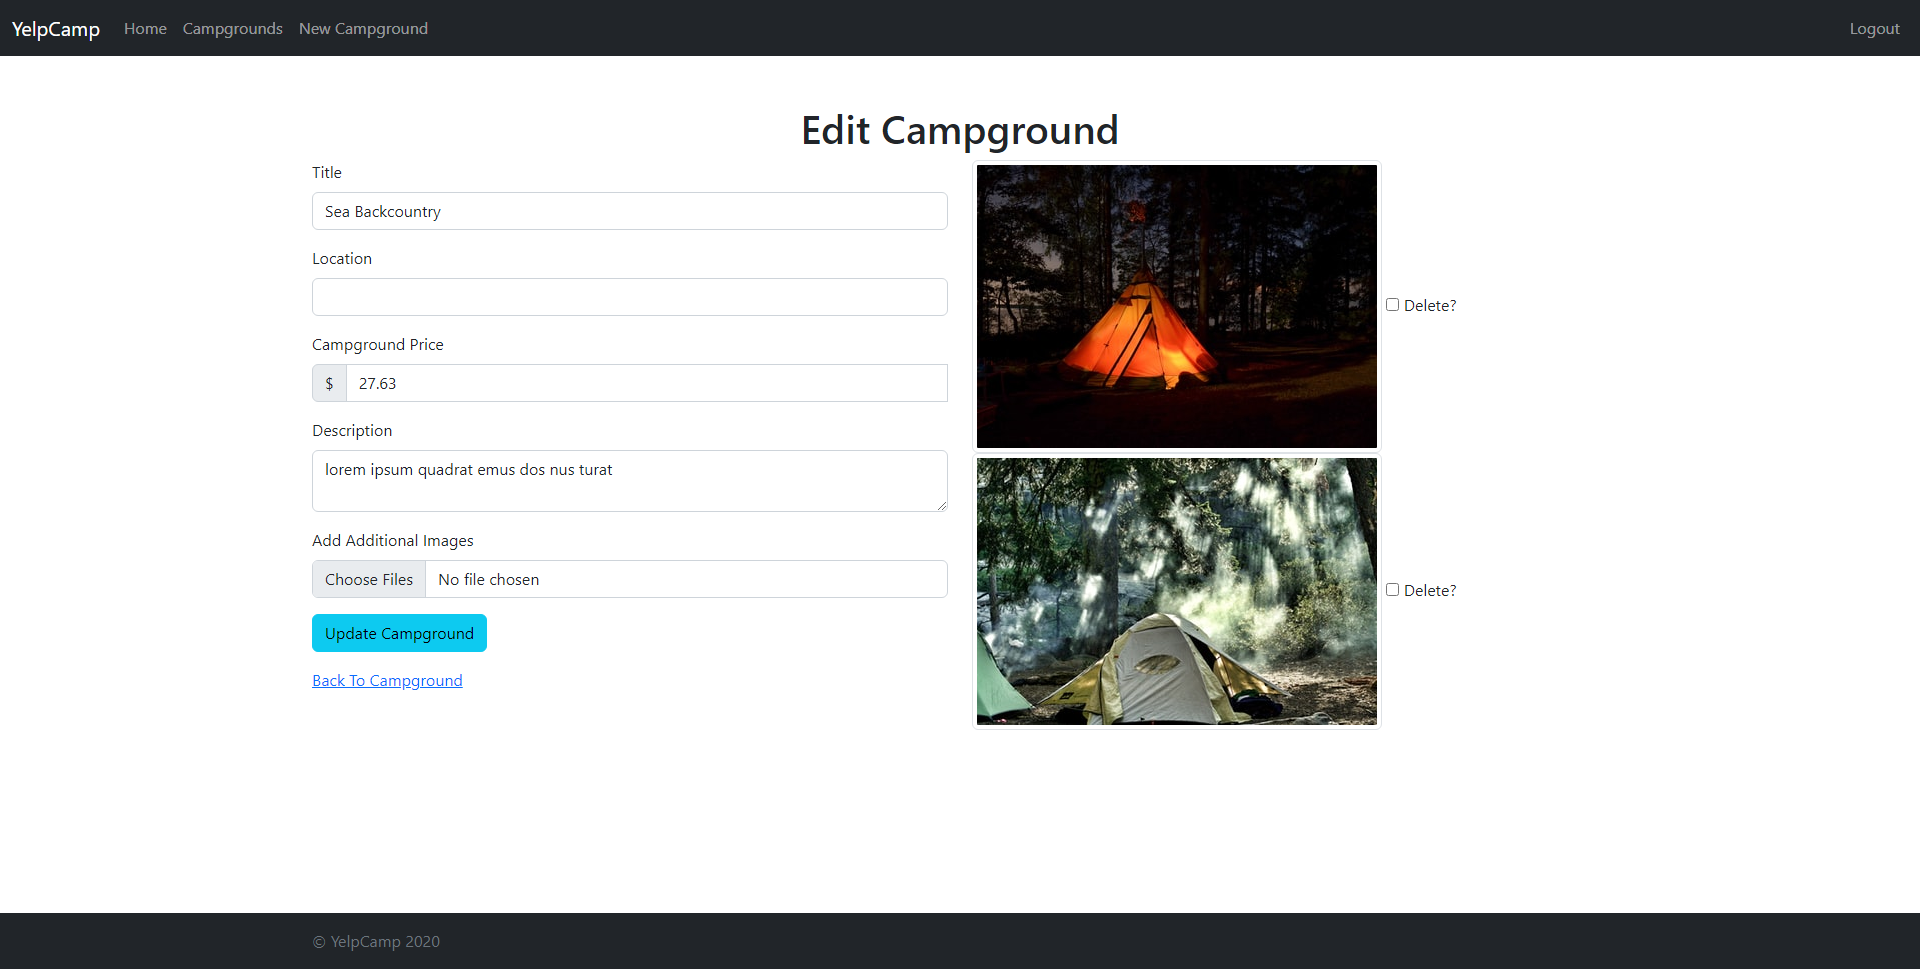 YelpCamp Home Campgrounds New Campground Logout
Edit Campground
Title
Sea Backcountry
Location
Campground Price
$ 27.63
Description
lorem ipsum quadrat emus dos nus turat
Add Additional Images
Choose Files No file chosen
Update Campground
Back To Campground
Delete?
Delete?
© YelpCamp 2020